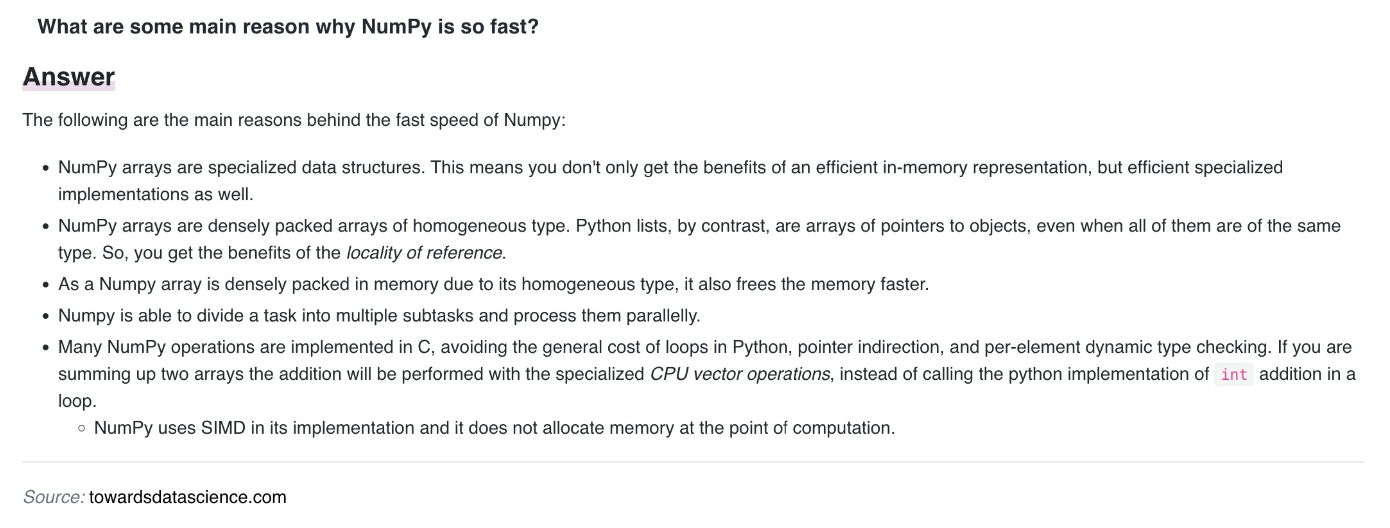 What are some main reason why NumPy is so fast?
Answer
The following are the main reasons behind the fast speed of Numpy:
• NumPy arrays are specialized data structures. This means you don't only get the benefits of an efficient in-memory representation, but efficient specialized
implementations as well.
• NumPy arrays are densely packed arrays of homogeneous type. Python lists, by contrast, are arrays of pointers to objects, even when all of them are of the same
type. So, you get the benefits of the locality of reference.
• As a Numpy array is densely packed in memory due to its homogeneous type, it also frees the memory faster.
• Numpy is able to divide a task into multiple subtasks and process them parallelly.
• Many NumPy operations are implemented in C, avoiding the general cost of loops in Python, pointer indirection, and per-element dynamic type checking. If you are
summing up two arrays the addition will be performed with the specialized CPU vector operations, instead of calling the python implementation of int addition in a
loop.
◦ NumPy uses SIMD in its implementation and it does not allocate memory at the point of computation.
Source: towardsdatascience.com